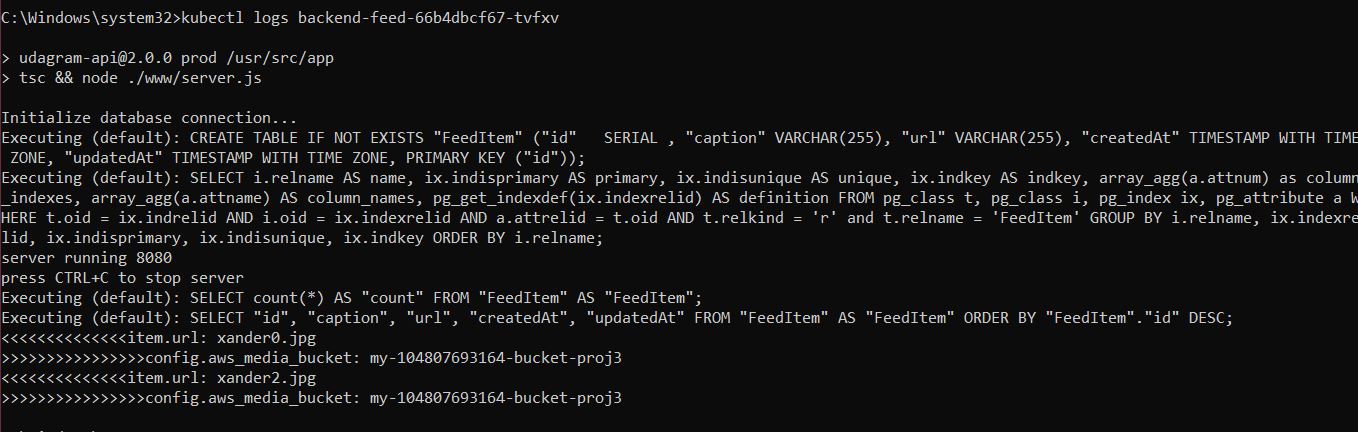 C:\Windows\system32>kubectl logs backend-feed-66b4dbcf67-tvfxv
> udagram-api@2.0.0 prod /usr/src/app
> tsc && node ./www/server.js
Initialize database connection...
Executing (default): CREATE TABLE IF NOT EXISTS "FeedItem" ("id"   SERIAL , "caption" VARCHAR(255), "url" VARCHAR(255), "createdAt" TIMESTAMP WITH TIME
 ZONE, "updatedAt" TIMESTAMP WITH TIME ZONE, PRIMARY KEY ("id"));
Executing (default): SELECT i.relname AS name, ix.indisprimary AS primary, ix.indisunique AS unique, ix.indkey AS indkey, array_agg(a.attnum) as column
_indexes, array_agg(a.attname) AS column_names, pg_get_indexdef(ix.indexrelid) AS definition FROM pg_class t, pg_class i, pg_index ix, pg_attribute a W
HERE t.oid = ix.indrelid AND i.oid = ix.indexrelid AND a.attrelid = t.oid AND t.relkind = 'r' and t.relname = 'FeedItem' GROUP BY i.relname, ix.indexre
lid, ix.indisprimary, ix.indisunique, ix.indkey ORDER BY i.relname;
server running 8080
press CTRL+C to stop server
Executing (default): SELECT count(*) AS "count" FROM "FeedItem" AS "FeedItem";
Executing (default): SELECT "id", "caption", "url", "createdAt", "updatedAt" FROM "FeedItem" AS "FeedItem" ORDER BY "FeedItem"."id" DESC;
<<<<<<<<<<<<<<item.url: xander0.jpg
>>>>>>>>>>>>>>>>config.aws_media_bucket: my-104807693164-bucket-proj3
<<<<<<<<<<<<<<item.url: xander2.jpg
>>>>>>>>>>>>>>>>config.aws_media_bucket: my-104807693164-bucket-proj3